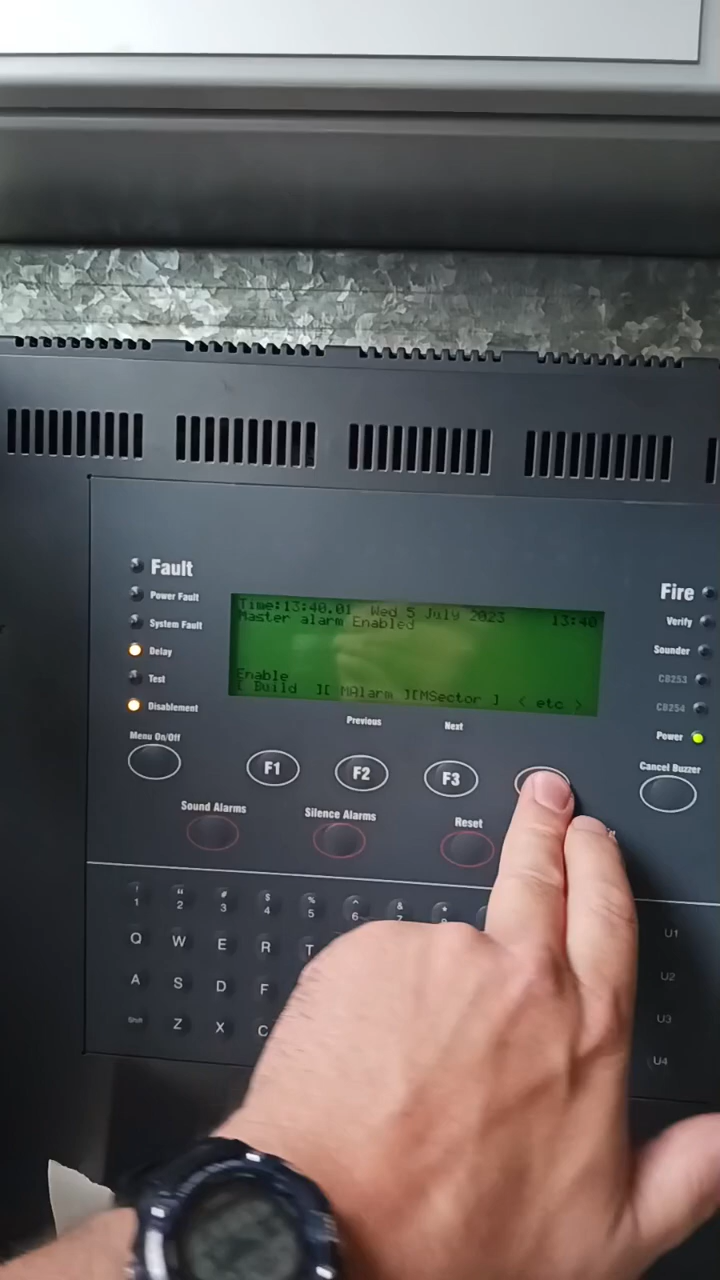 Fault
Power Fault
System Fault
Delay
Test
Disablement
Time:13:40.01 Wed 5 July 2023 13:40
Master alarm Enabled
Enable
[ Build ][ MAlarm ][MSector ] < etc >
Fire
Verify
Sounder
CB253
CB254
Power
Menu On/Off
Previous
Next
F1
F2
F3
Cancel Buzzer
Sound Alarms
Silence Alarms
Reset
! " # $ % ^ & *
1 2 3 4 5 6 7
Q W E R T
A S D F
Shift Z X C
U1
U2
U3
U4